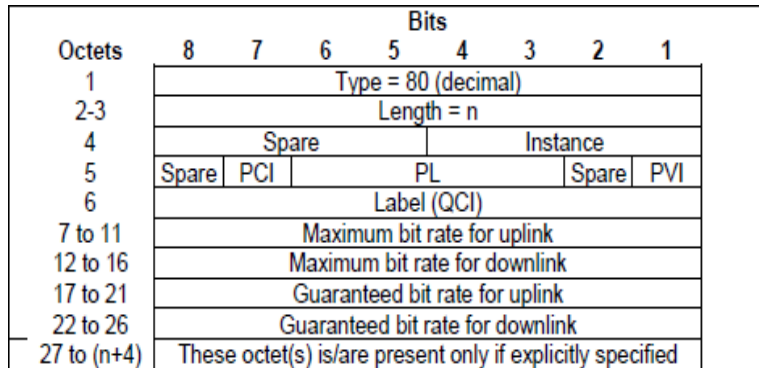 Bits
Octets 8 7 6 5 4 3 2 1
1 Type = 80 (decimal)
2-3 Length = n
4 Spare Instance
5 Spare PCI PL Spare PVI
6 Label (QCI)
7 to 11 Maximum bit rate for uplink
12 to 16 Maximum bit rate for downlink
17 to 21 Guaranteed bit rate for uplink
22 to 26 Guaranteed bit rate for downlink
27 to (n+4) These octet(s) is/are present only if explicitly specified